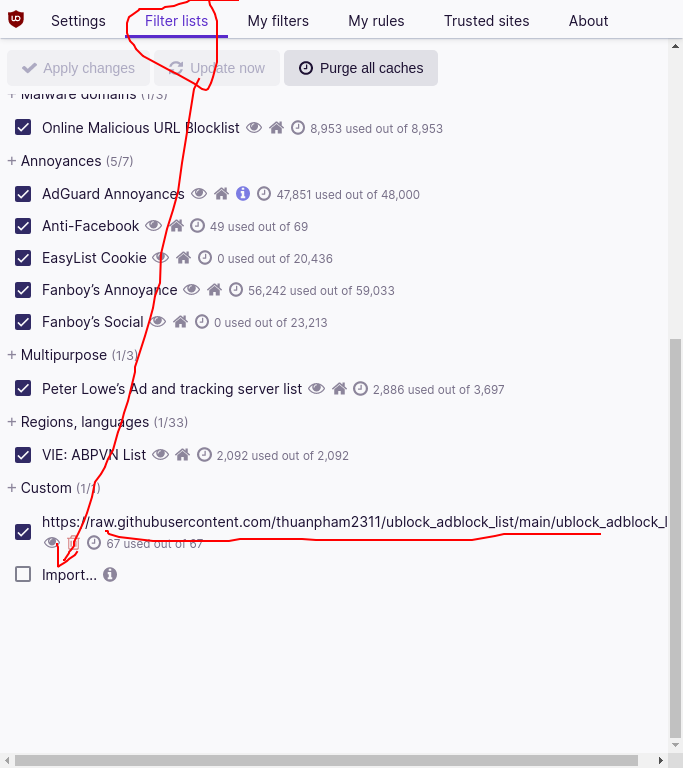 Settings Filter lists My filters My rules Trusted sites About
Apply changes Update now Purge all caches
Malware domains (1/3)
Online Malicious URL Blocklist 8,953 used out of 8,953
+ Annoyances (5/7)
AdGuard Annoyances 47,851 used out of 48,000
Anti-Facebook 49 used out of 69
EasyList Cookie 0 used out of 20,436
Fanboy’s Annoyance 56,242 used out of 59,033
Fanboy’s Social 0 used out of 23,213
+ Multipurpose (1/3)
Peter Lowe’s Ad and tracking server list 2,886 used out of 3,697
+ Regions, languages (1/33)
VIE: ABPVN List 2,092 used out of 2,092
+ Custom (1/1)
https://raw.githubusercontent.com/thuanpham2311/ublock_adblock_list/main/ublock_adblock_l
67 used out of 67
Import...